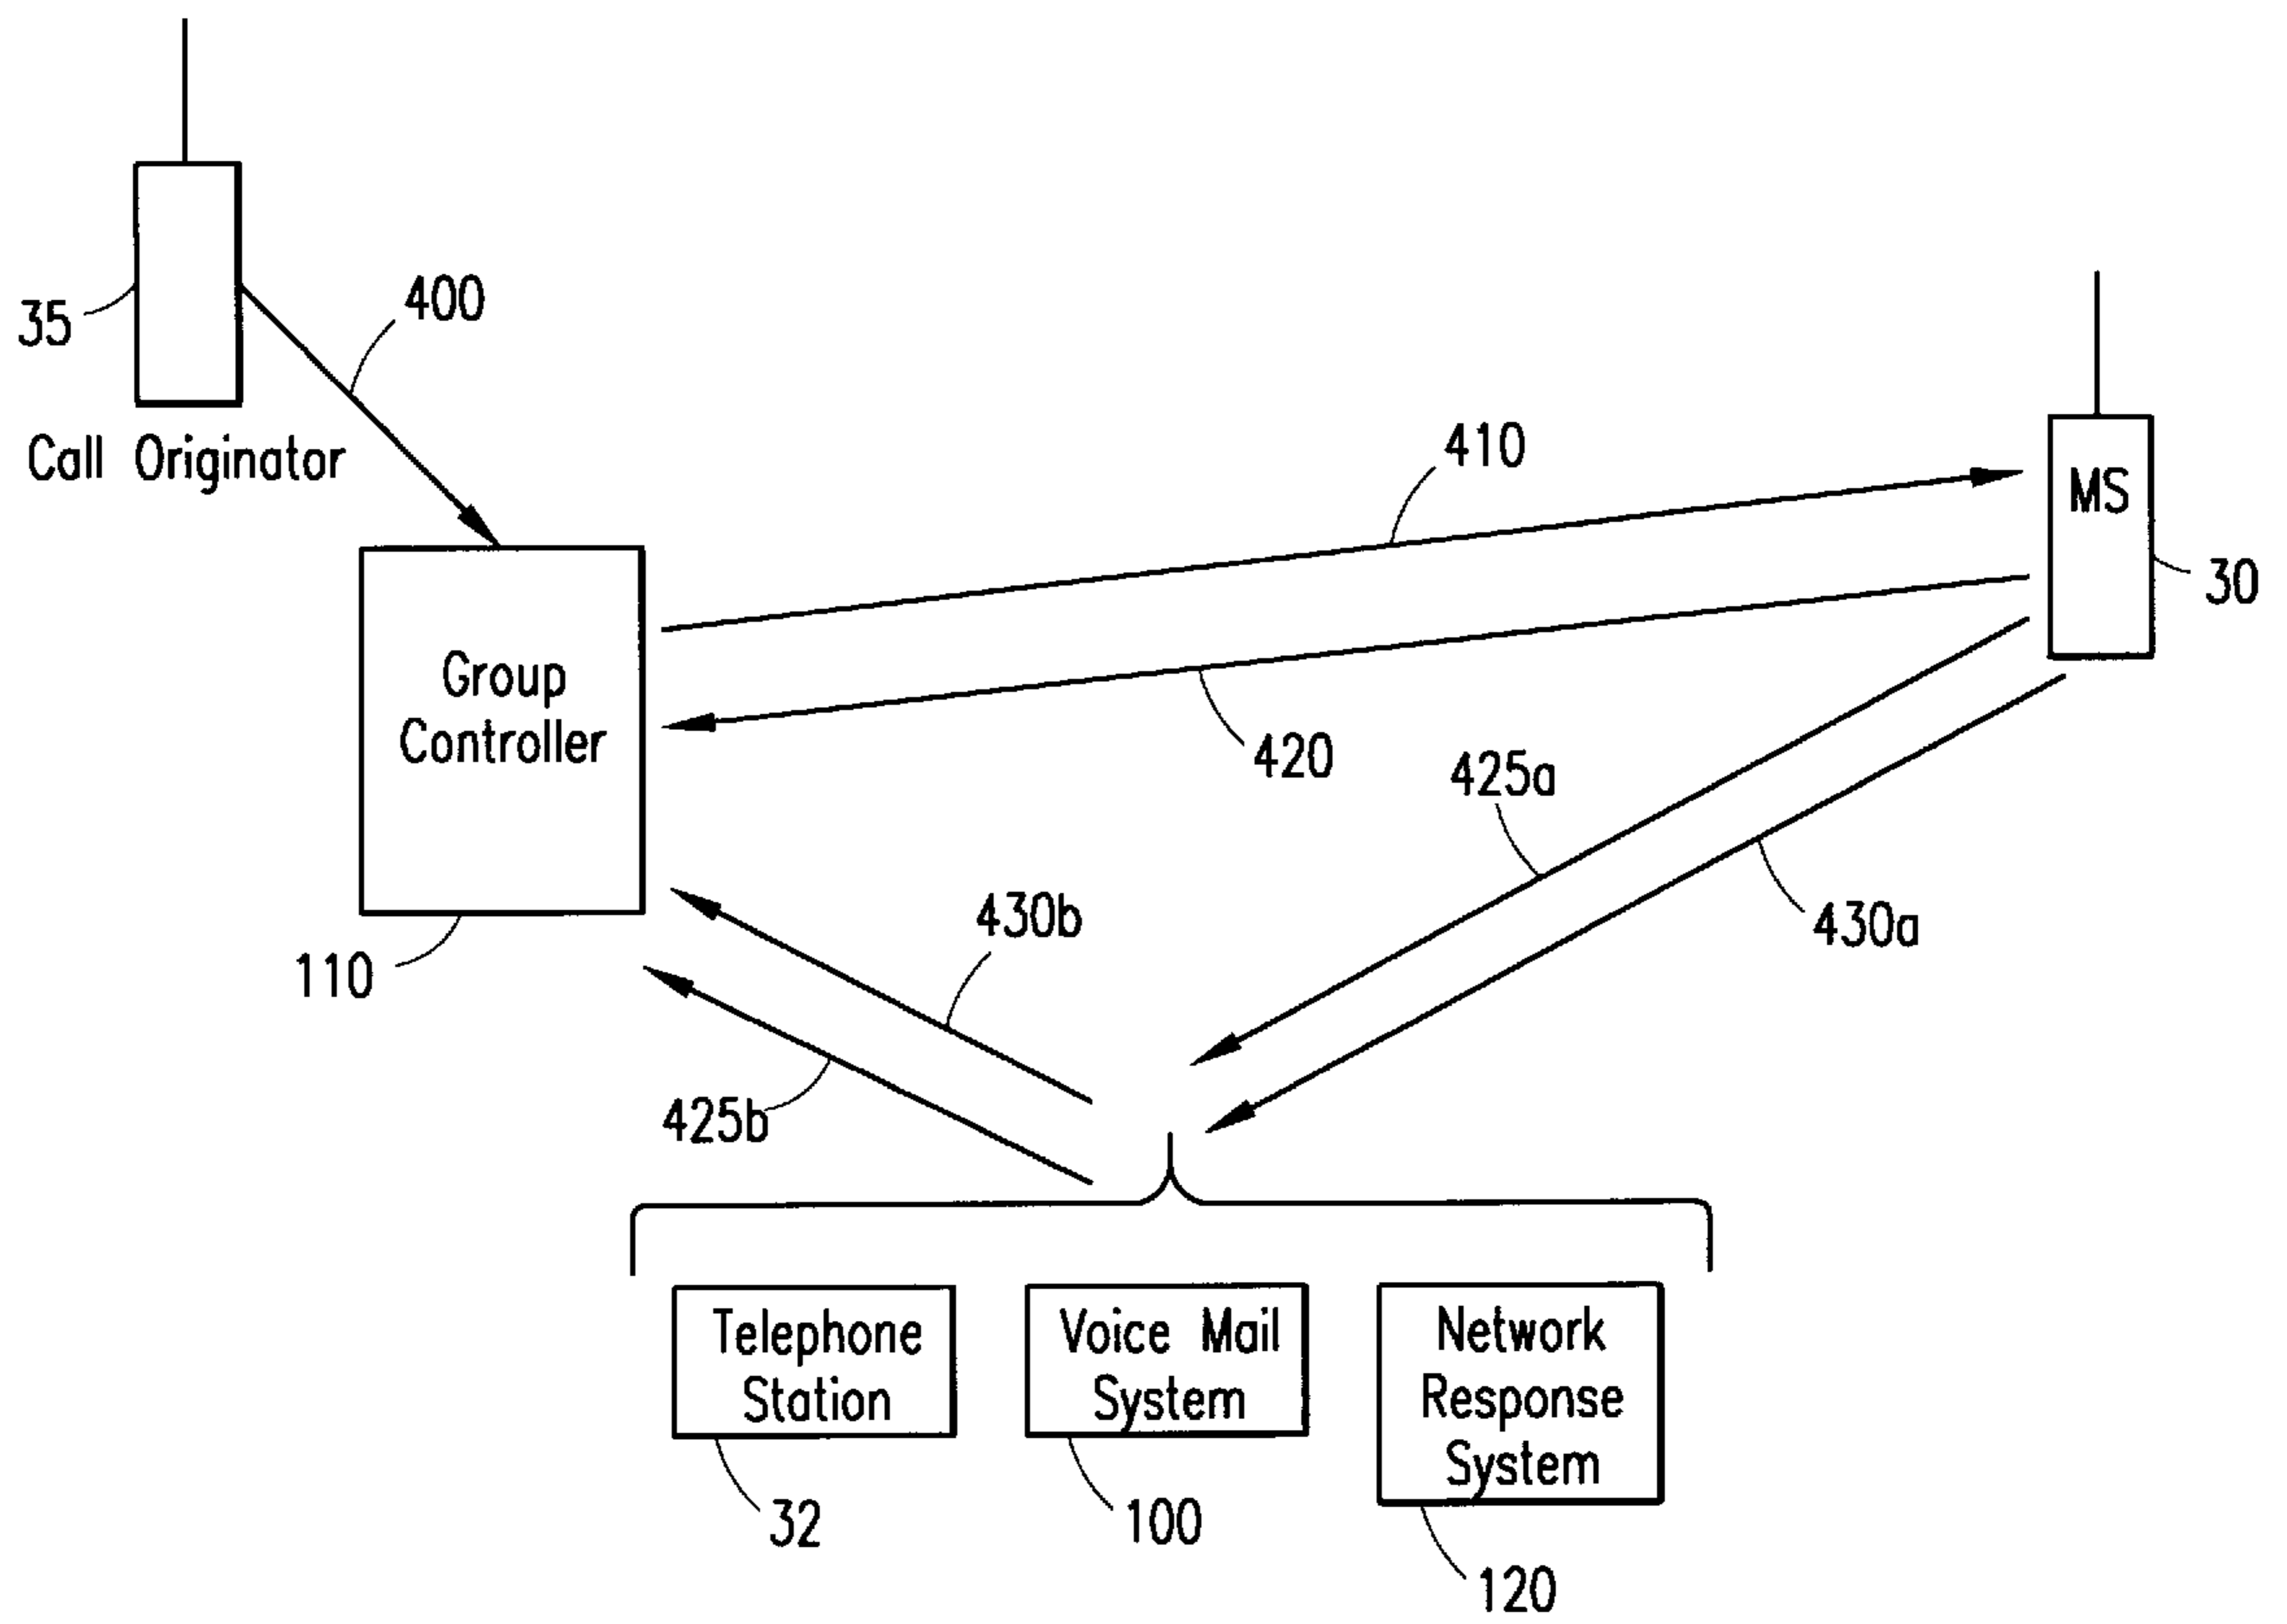 35
400
Call Originator
410
MS
30
Group
Controller
420
425a
430a
430b
110
425b
Telephone
Station
Voice Mail
System
Network
Response
System
32
100
120